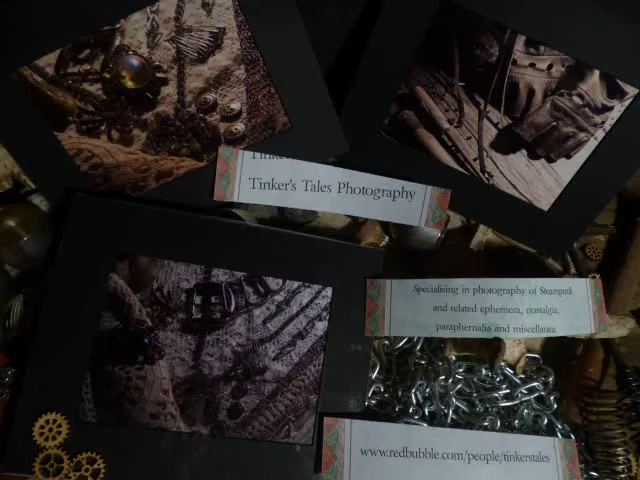 Tinker's Tales Photography
Specialising in photography of Steampunk
and related ephemera, nostalgia,
paraphernalia and miscellanea.
www.redbubble.com/people/tinkerstales